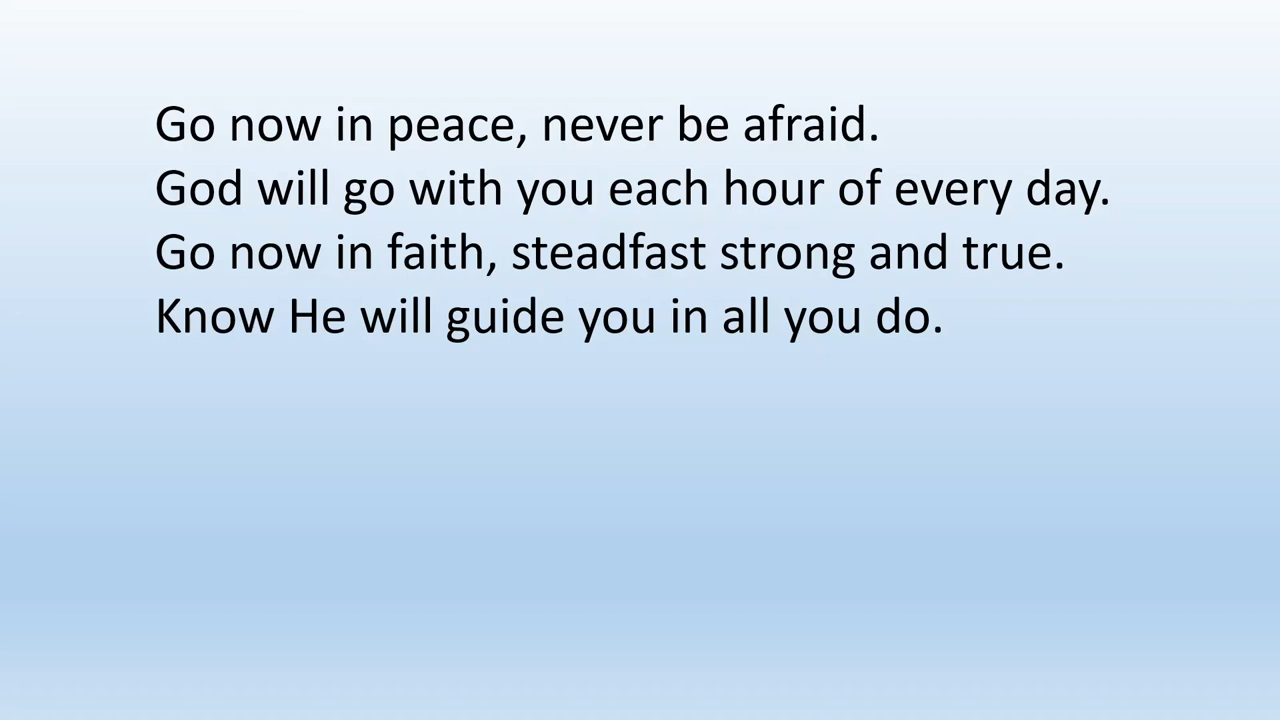 Go now in peace, never be afraid.
God will go with you each hour of every day.
Go now in faith, steadfast strong and true.
Know He will guide you in all you do.